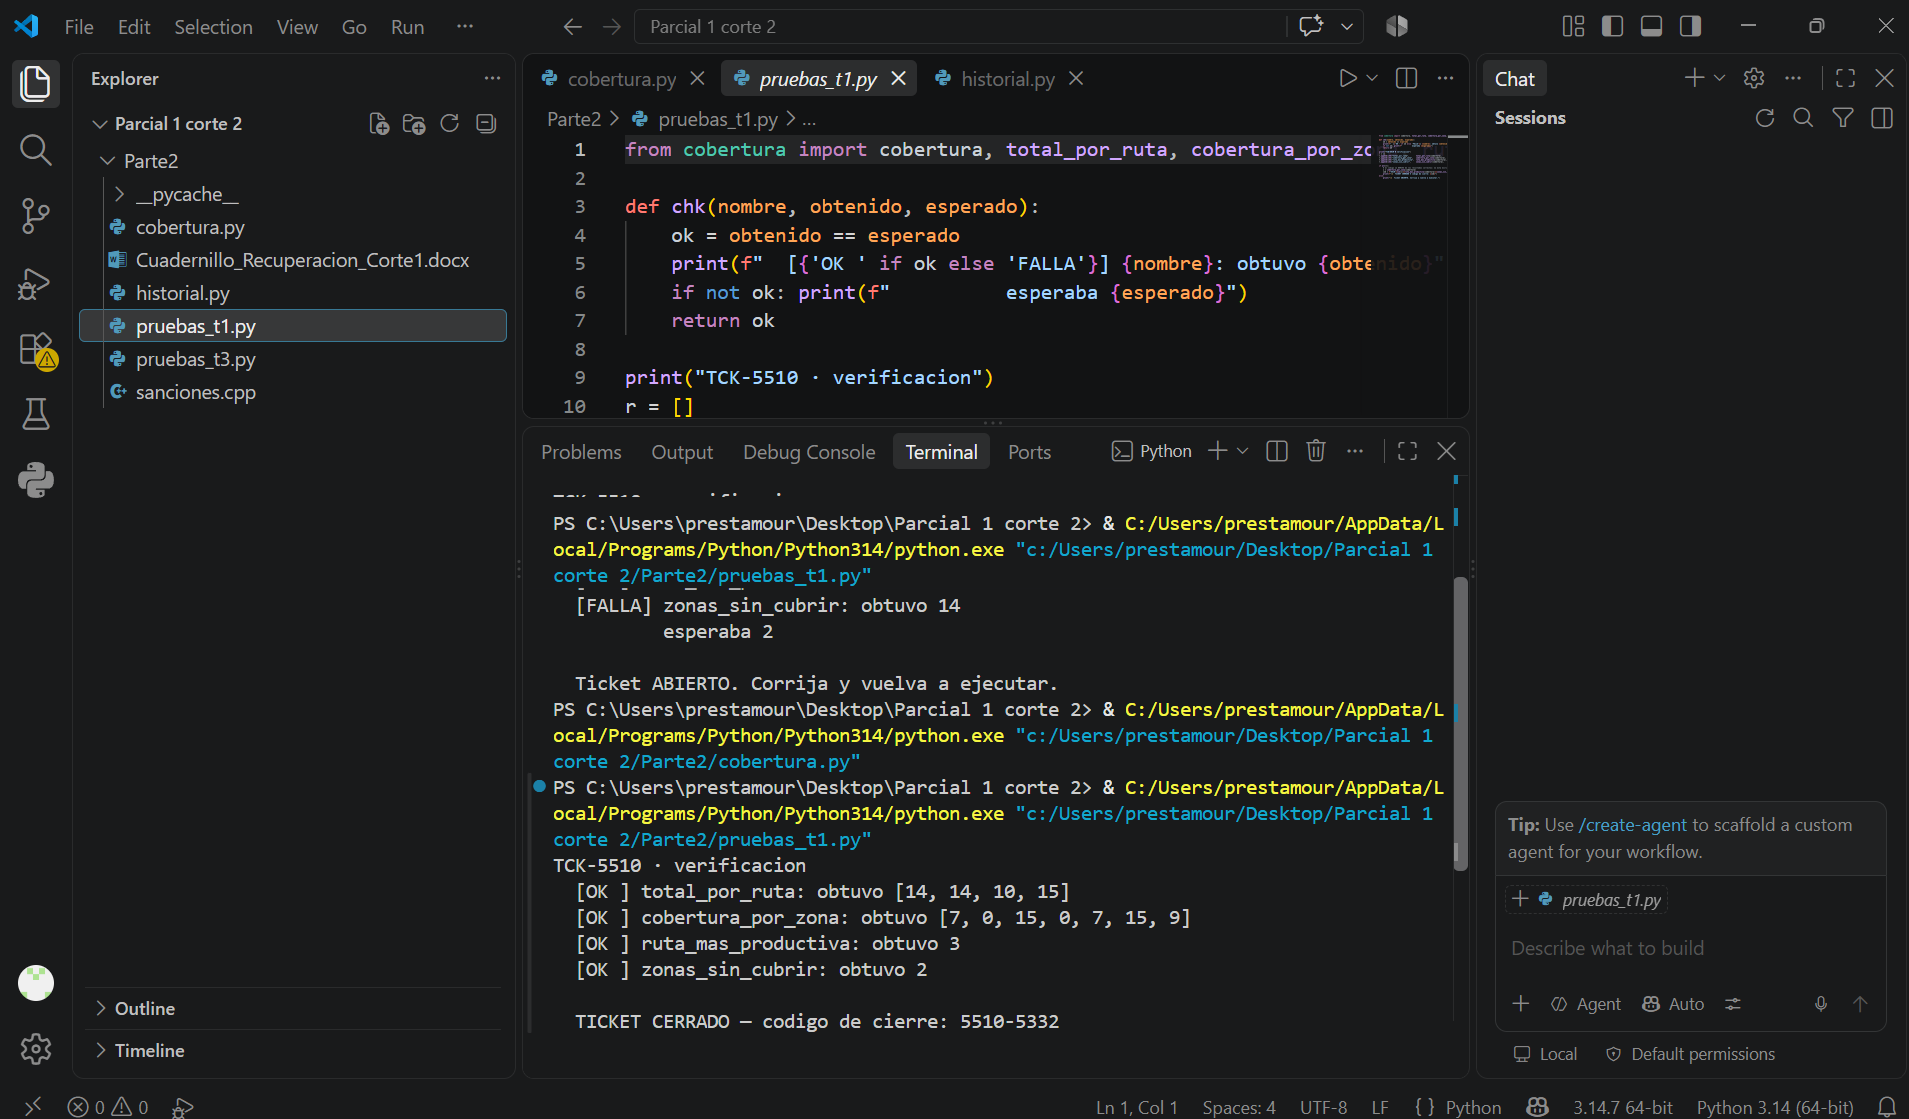 File Edit Selection View Go Run ···
Parcial 1 corte 2
Explorer ···
Parcial 1 corte 2
Parte2
__pycache__
cobertura.py
Cuadernillo_Recuperacion_Corte1.docx
historial.py
pruebas_t1.py
pruebas_t3.py
sanciones.cpp
Outline
Timeline
cobertura.py pruebas_t1.py historial.py
Parte2 > pruebas_t1.py > ...
1 from cobertura import cobertura, total_por_ruta, cobertura_por_zo
2
3 def chk(nombre, obtenido, esperado):
4 ok = obtenido == esperado
5 print(f"  [{'OK ' if ok else 'FALLA'}] {nombre}: obtuvo {obtenido}"
6 if not ok: print(f"          esperaba {esperado}")
7 return ok
8
9 print("TCK-5510 · verificacion")
10 r = []
Problems Output Debug Console Terminal Ports Python
PS C:\Users\prestamour\Desktop\Parcial 1 corte 2> & C:/Users/prestamour/AppData/L
ocal/Programs/Python/Python314/python.exe "c:/Users/prestamour/Desktop/Parcial 1
corte 2/Parte2/pruebas_t1.py"
[FALLA] zonas_sin_cubrir: obtuvo 14
esperaba 2
Ticket ABIERTO. Corrija y vuelva a ejecutar.
PS C:\Users\prestamour\Desktop\Parcial 1 corte 2> & C:/Users/prestamour/AppData/L
ocal/Programs/Python/Python314/python.exe "c:/Users/prestamour/Desktop/Parcial 1
corte 2/Parte2/cobertura.py"
PS C:\Users\prestamour\Desktop\Parcial 1 corte 2> & C:/Users/prestamour/AppData/L
ocal/Programs/Python/Python314/python.exe "c:/Users/prestamour/Desktop/Parcial 1
corte 2/Parte2/pruebas_t1.py"
TCK-5510 · verificacion
[OK ] total_por_ruta: obtuvo [14, 14, 10, 15]
[OK ] cobertura_por_zona: obtuvo [7, 0, 15, 0, 7, 15, 9]
[OK ] ruta_mas_productiva: obtuvo 3
[OK ] zonas_sin_cubrir: obtuvo 2
TICKET CERRADO — codigo de cierre: 5510-5332
Chat
Sessions
Tip: Use /create-agent to scaffold a custom
agent for your workflow.
pruebas_t1.py
Describe what to build
Agent Auto
Local Default permissions
0 0
Ln 1, Col 1 Spaces: 4 UTF-8 LF { } Python 3.14.7 64-bit Python 3.14 (64-bit)